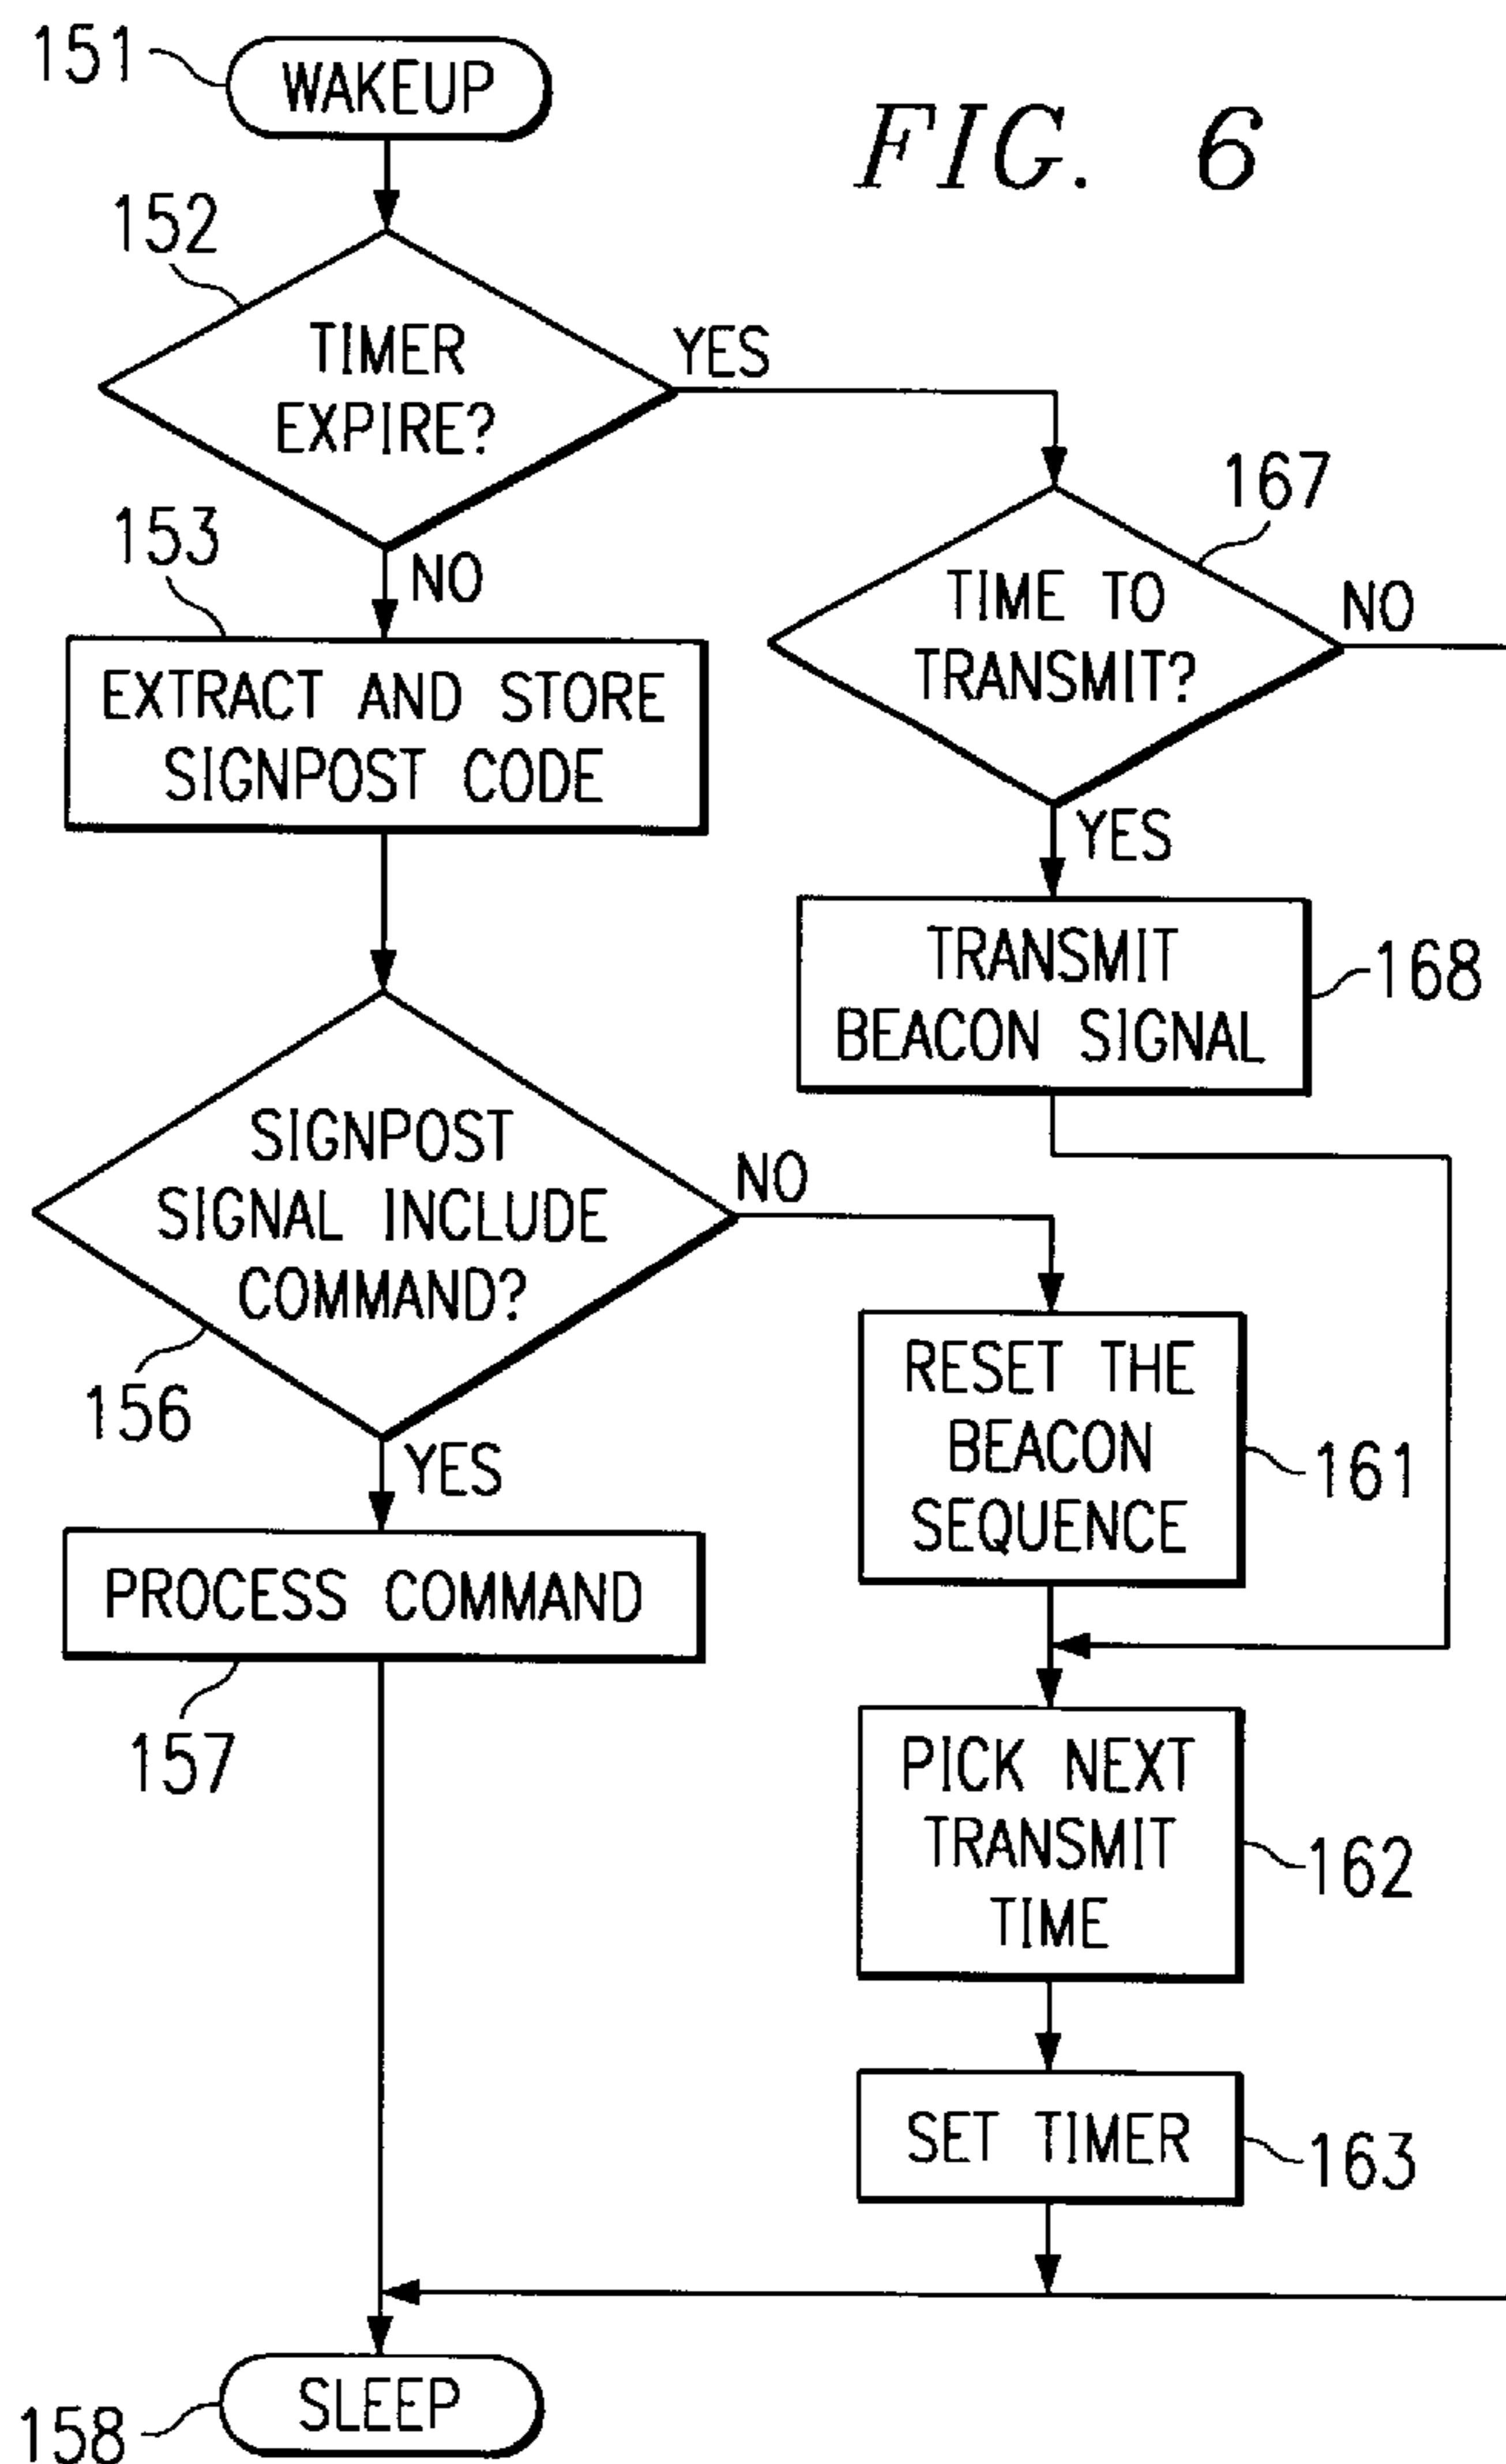 FIG. 6
151
WAKEUP
152
TIMER
EXPIRE?
YES
NO
153
EXTRACT AND STORE
SIGNPOST CODE
167
TIME TO
TRANSMIT?
NO
YES
TRANSMIT
BEACON SIGNAL
168
SIGNPOST
SIGNAL INCLUDE
COMMAND?
NO
156
YES
PROCESS COMMAND
157
RESET THE
BEACON
SEQUENCE
161
PICK NEXT
TRANSMIT
TIME
162
SET TIMER
163
SLEEP
158